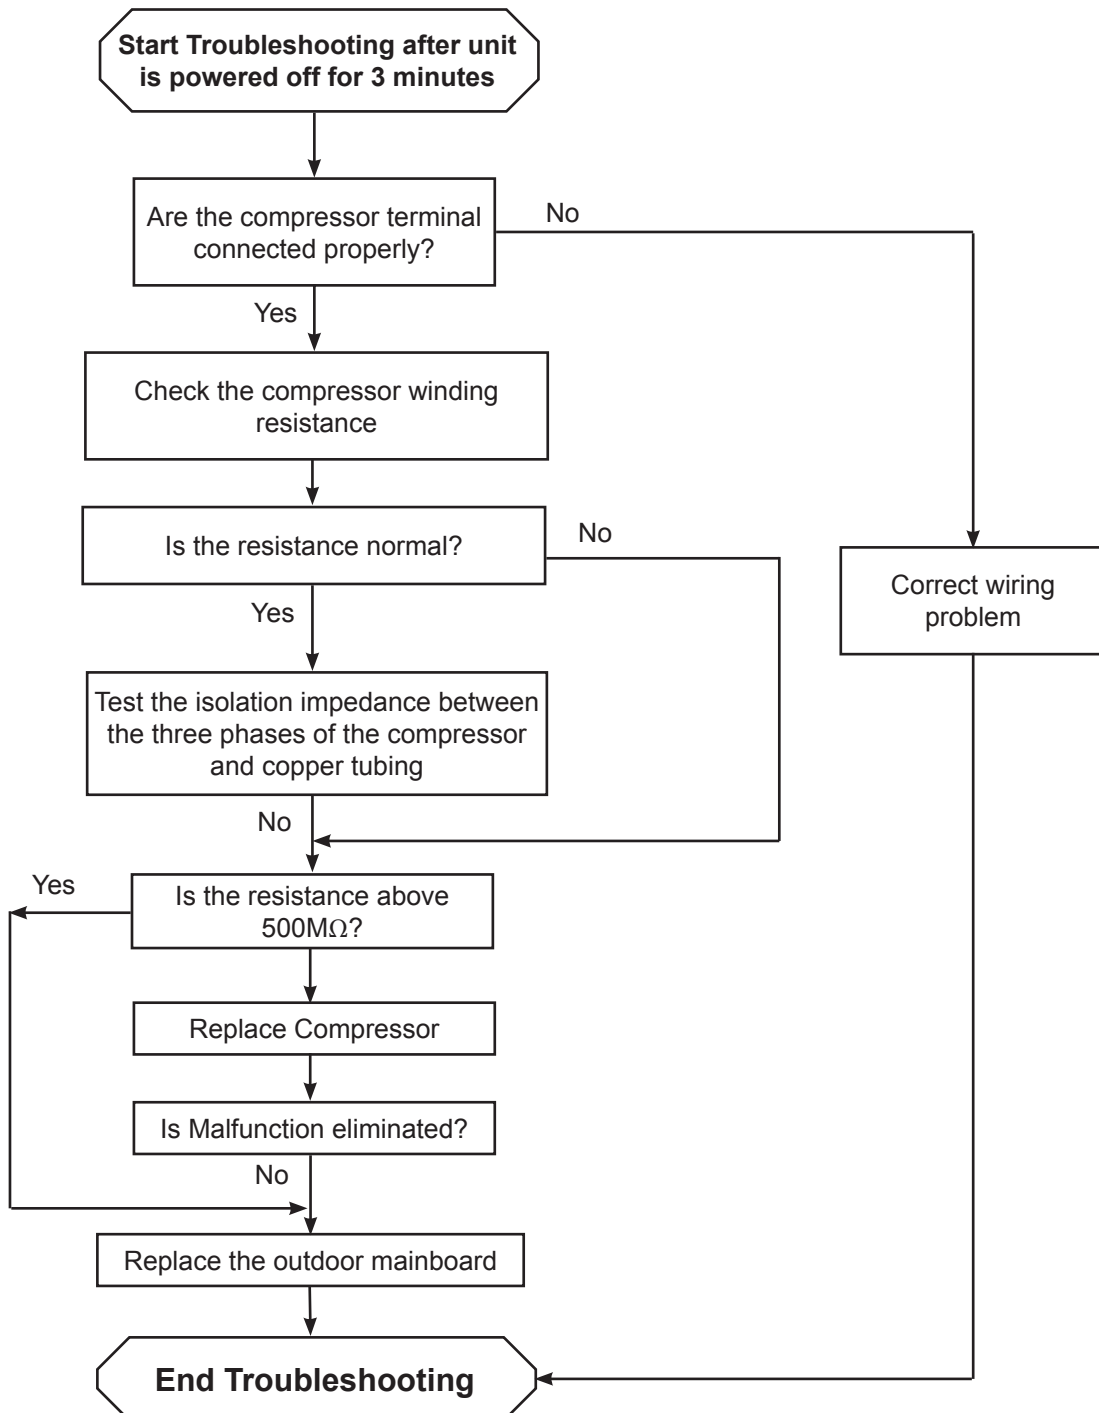 Start Troubleshooting after unit
is powered off for 3 minutes
Are the compressor terminal
connected properly?
No
Yes
Check the compressor winding
resistance
Is the resistance normal?
No
Yes
Correct wiring
problem
Test the isolation impedance between
the three phases of the compressor
and copper tubing
No
Yes
Is the resistance above
500MΩ?
Replace Compressor
Is Malfunction eliminated?
No
Replace the outdoor mainboard
End Troubleshooting